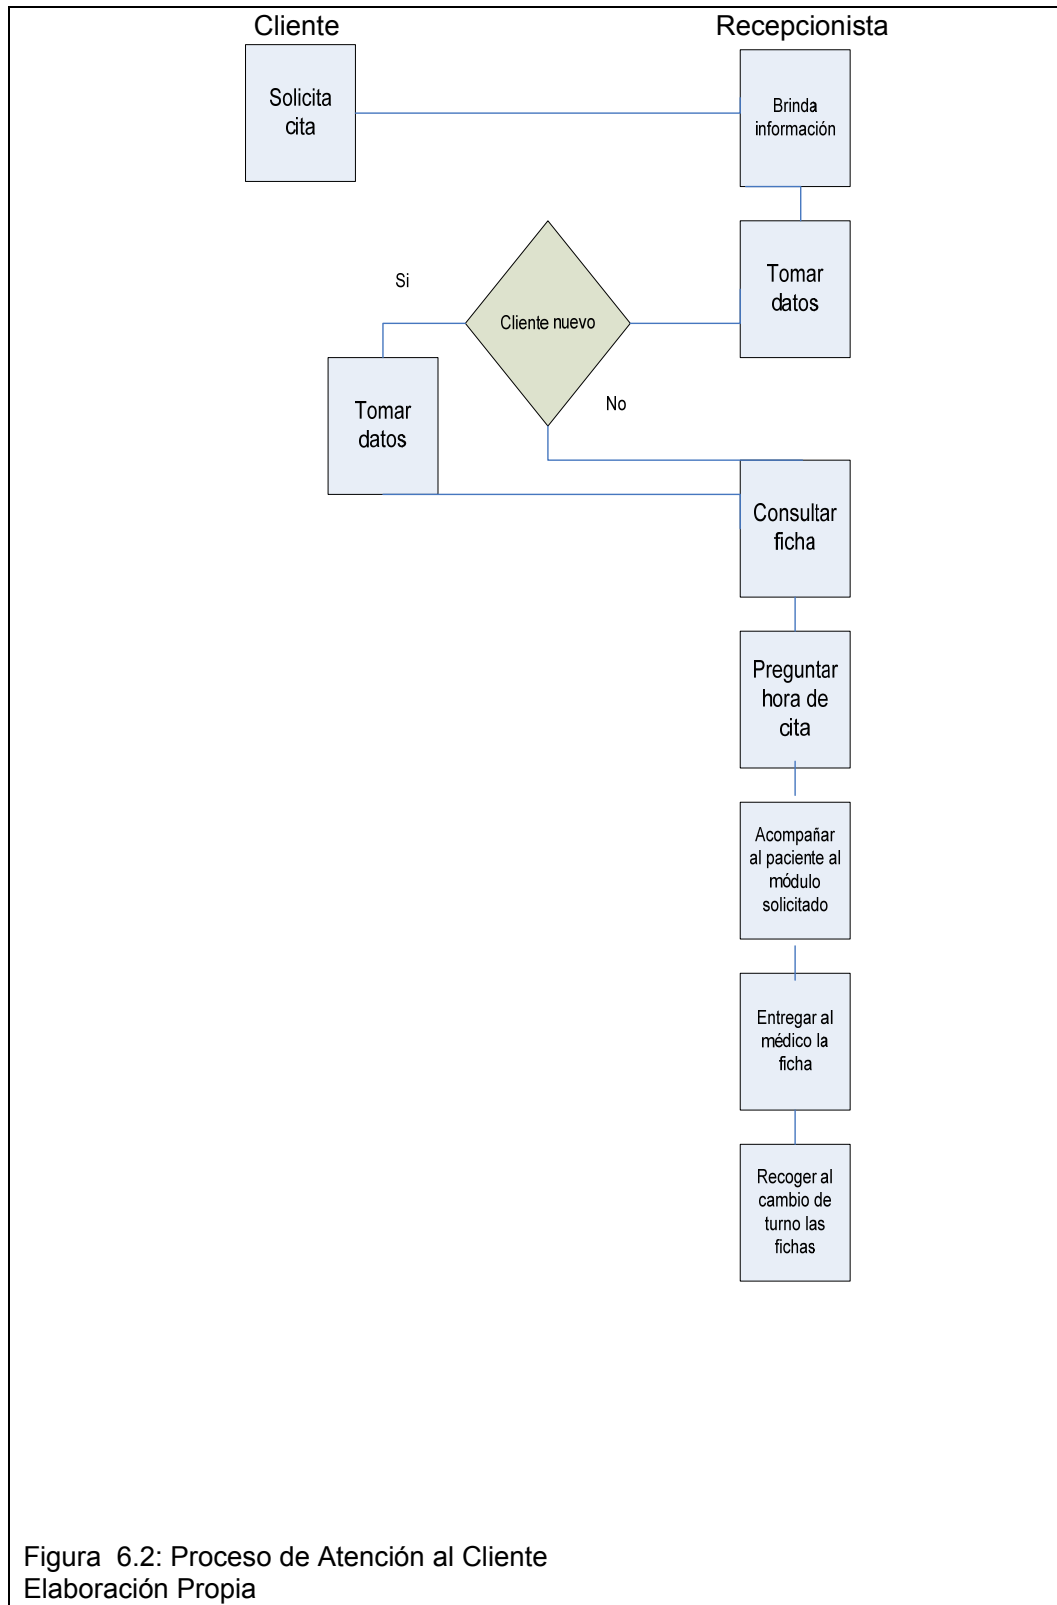 Cliente
Recepcionista
Solicita
cita
Brinda
información
Tomar
datos
Si
Cliente nuevo
Tomar
datos
No
Consultar
ficha
Preguntar
hora de
cita
Acompañar
al paciente al
módulo
solicitado
Entregar al
médico la
ficha
Recoger al
cambio de
turno las
fichas
Figura 6.2: Proceso de Atención al Cliente
Elaboración Propia